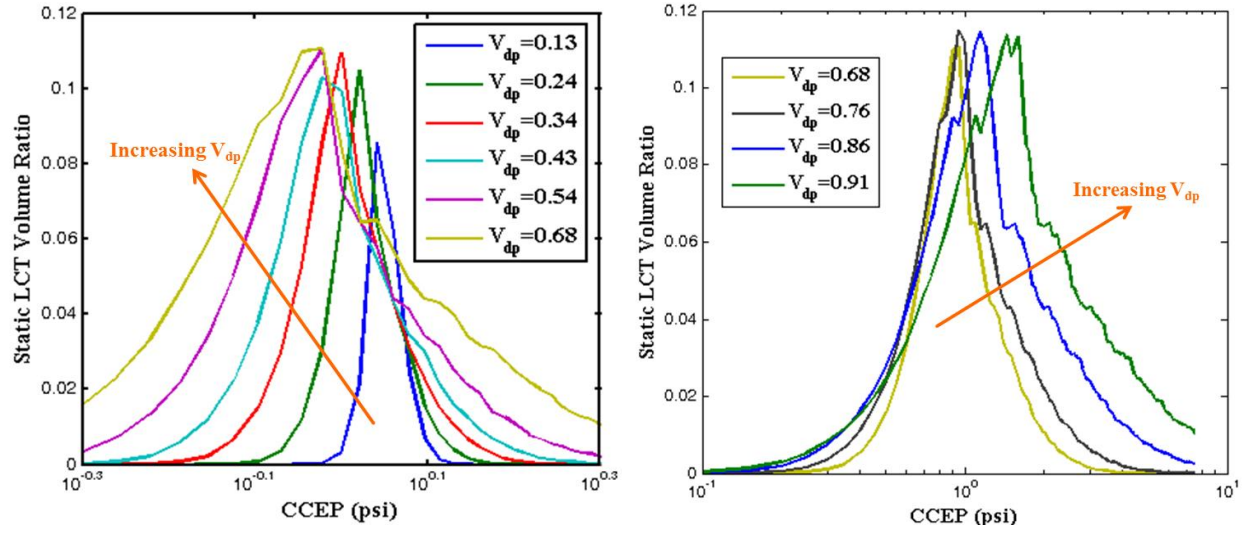 0.12
0.1
0.08
0.06
0.04
0.02
0
Static LCT Volume Ratio
Increasing Vdp
Vdp=0.13
Vdp=0.24
Vdp=0.34
Vdp=0.43
Vdp=0.54
Vdp=0.68
10-0.3
10-0.1
100.1
100.3
CCEP (psi)
0.12
0.1
0.08
0.06
0.04
0.02
0
Static LCT Volume Ratio
Vdp=0.68
Vdp=0.76
Vdp=0.86
Vdp=0.91
Increasing Vdp
10-1
100
101
CCEP (psi)